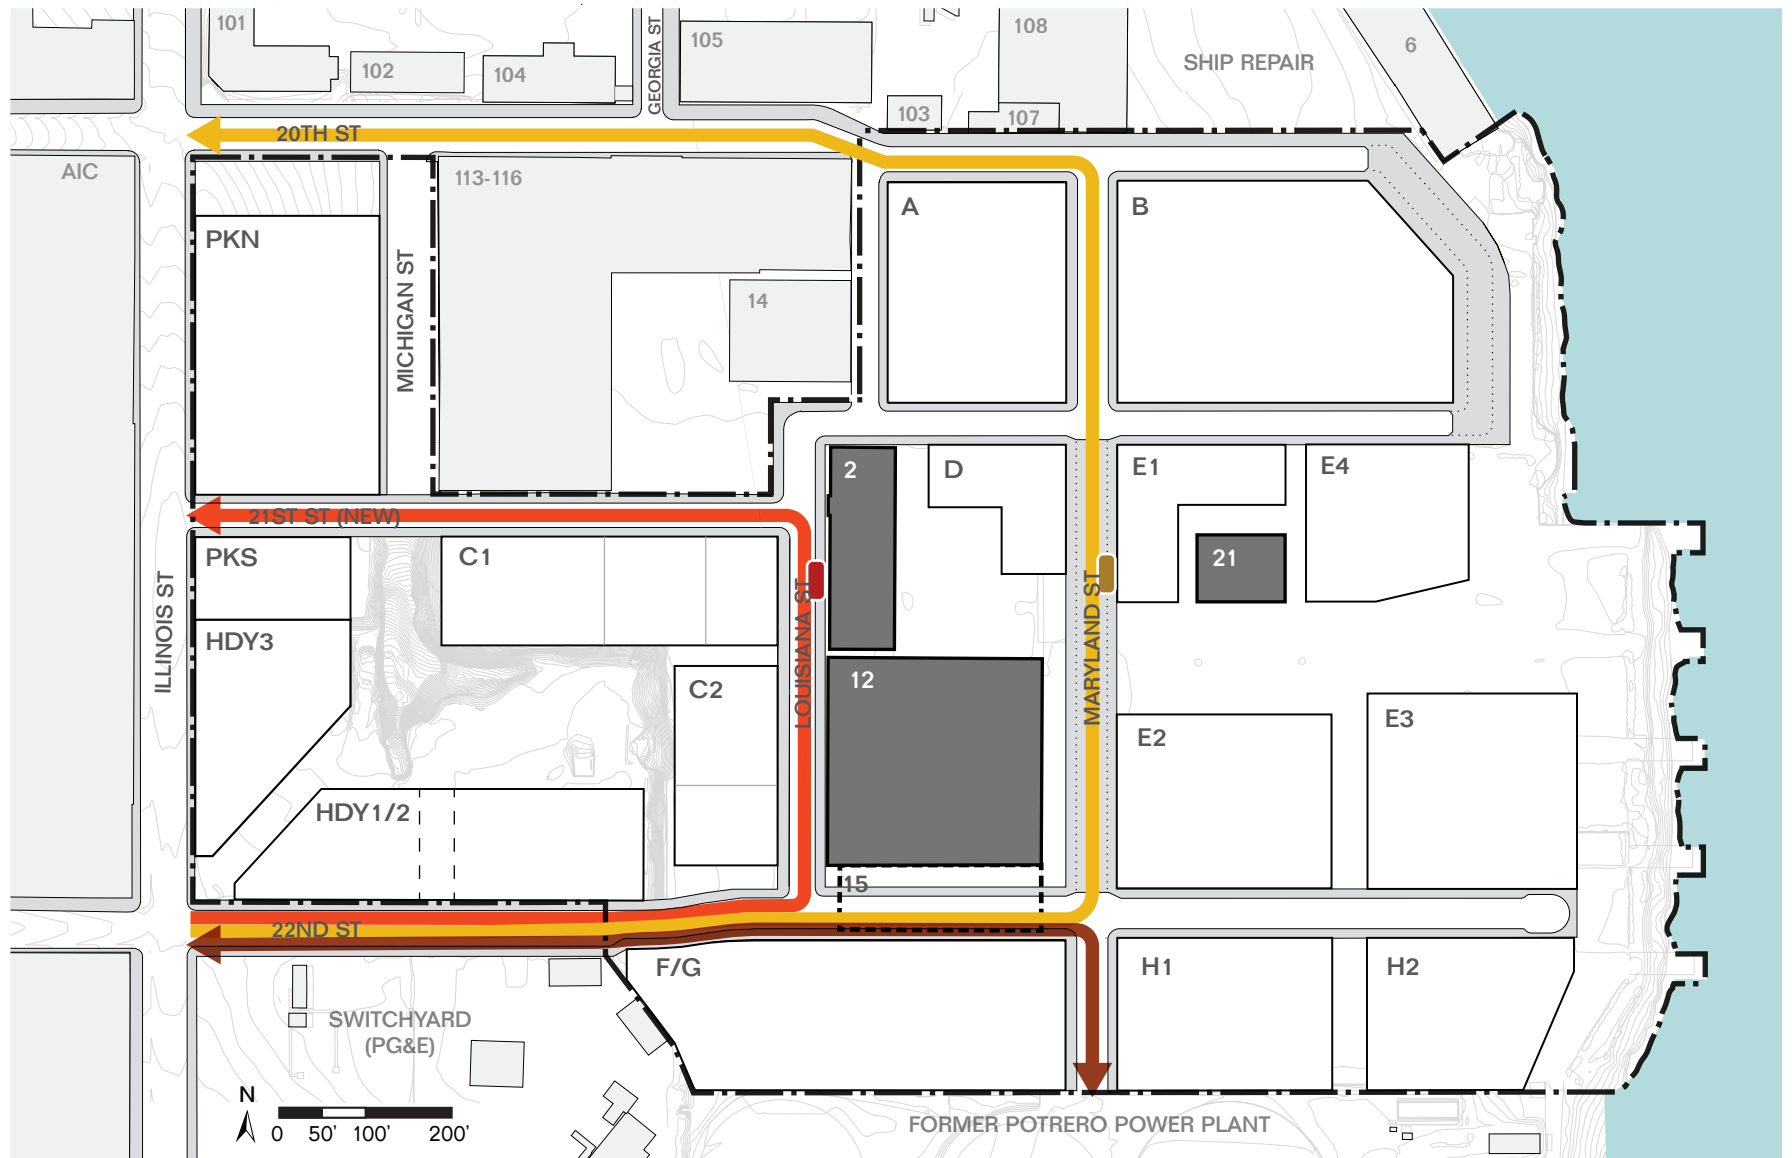 101
102
104
GEORGIA ST
105
103
108
107
SHIP REPAIR
6
20TH ST
AIC
113-116
14
PKN
MICHIGAN ST
A
B
21ST ST (NEW)
PKS
C1
2
D
E1
E4
21
ILLINOIS ST
HDY3
C2
LOUISIANA ST
12
MARYLAND ST
E2
E3
HDY1/2
15
22ND ST
F/G
H1
H2
SWITCHYARD
(PG&E)
N
0 50' 100' 200'
FORMER POTRERO POWER PLANT